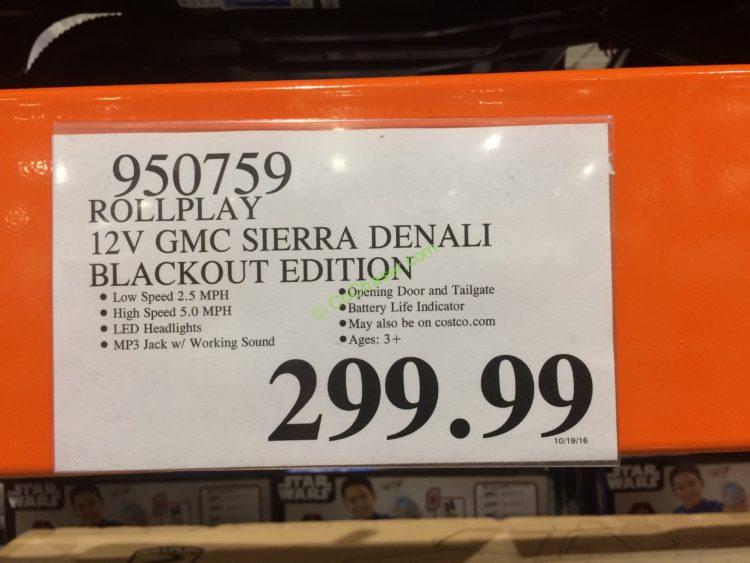 950759
ROLLPLAY
12V GMC SIERRA DENALI
BLACKOUT EDITION
• Low Speed 2.5 MPH
• High Speed 5.0 MPH
• LED Headlights
• MP3 Jack w/ Working Sound
• Opening Door and Tailgate
• Battery Life Indicator
• May also be on costco.com
• Ages: 3+
299.99
10/19/16
STAR WARS
STAR WARS
STAR WARS